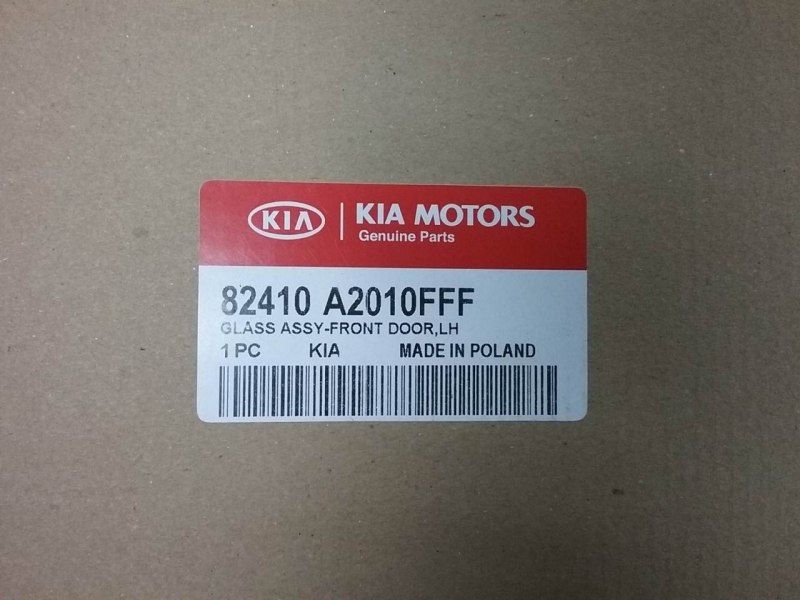 KIA | KIA MOTORS
Genuine Parts
82410 A2010FFF
GLASS ASSY-FRONT DOOR,LH
1 PC KIA MADE IN POLAND